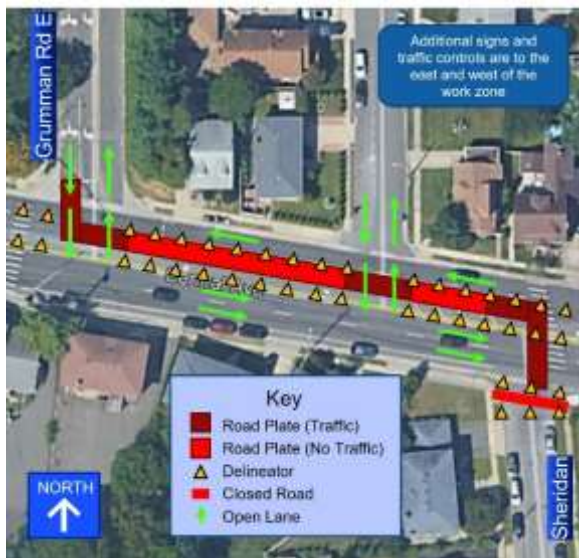 Grumman Rd E
Additional signs and
traffic controls are to the
east and west of the
work zone
Key
Road Plate (Traffic)
Road Plate (No Traffic)
Delineator
Closed Road
Open Lane
NORTH
Sheridan